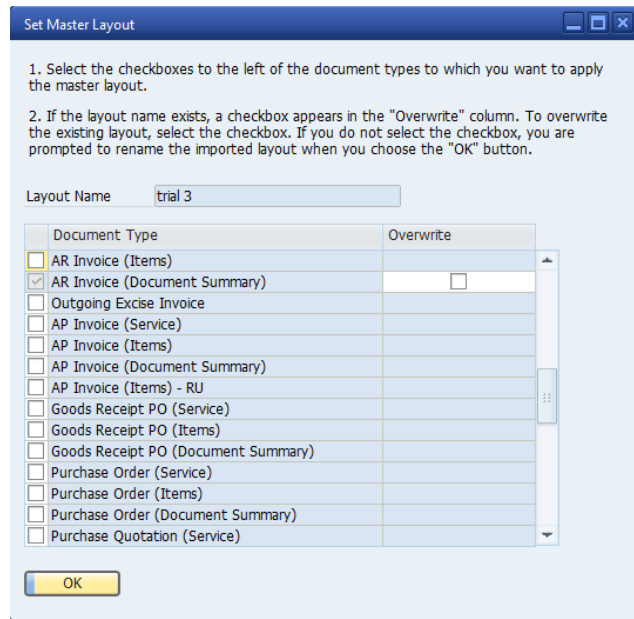 Set Master Layout
1. Select the checkboxes to the left of the document types to which you want to apply
the master layout.
2. If the layout name exists, a checkbox appears in the "Overwrite" column. To overwrite
the existing layout, select the checkbox. If you do not select the checkbox, you are
prompted to rename the imported layout when you choose the "OK" button.
Layout Name trial 3
Document Type Overwrite
AR Invoice (Items)
AR Invoice (Document Summary)
Outgoing Excise Invoice
AP Invoice (Service)
AP Invoice (Items)
AP Invoice (Document Summary)
AP Invoice (Items) - RU
Goods Receipt PO (Service)
Goods Receipt PO (Items)
Goods Receipt PO (Document Summary)
Purchase Order (Service)
Purchase Order (Items)
Purchase Order (Document Summary)
Purchase Quotation (Service)
OK